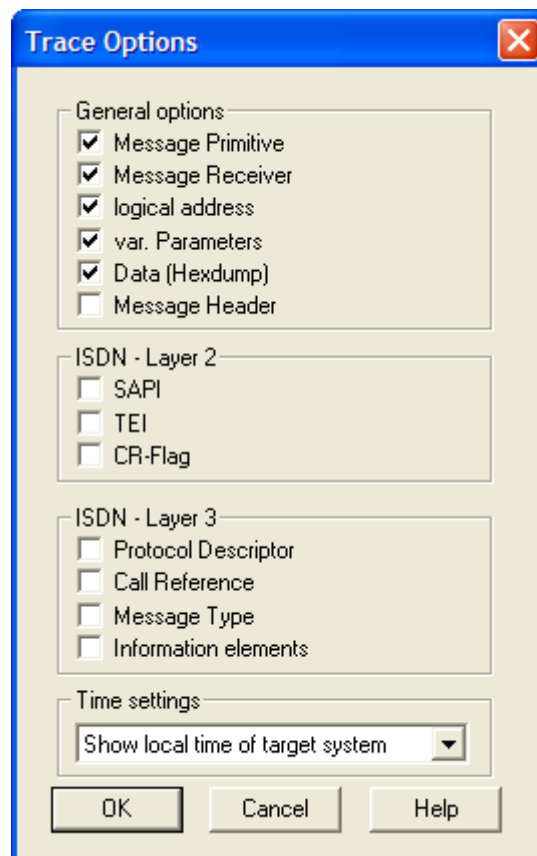 Trace Options
General options
Message Primitive
Message Receiver
logical address
var. Parameters
Data (Hexdump)
Message Header
ISDN - Layer 2
SAPI
TEI
CR-Flag
ISDN - Layer 3
Protocol Descriptor
Call Reference
Message Type
Information elements
Time settings
Show local time of target system
OK Cancel Help